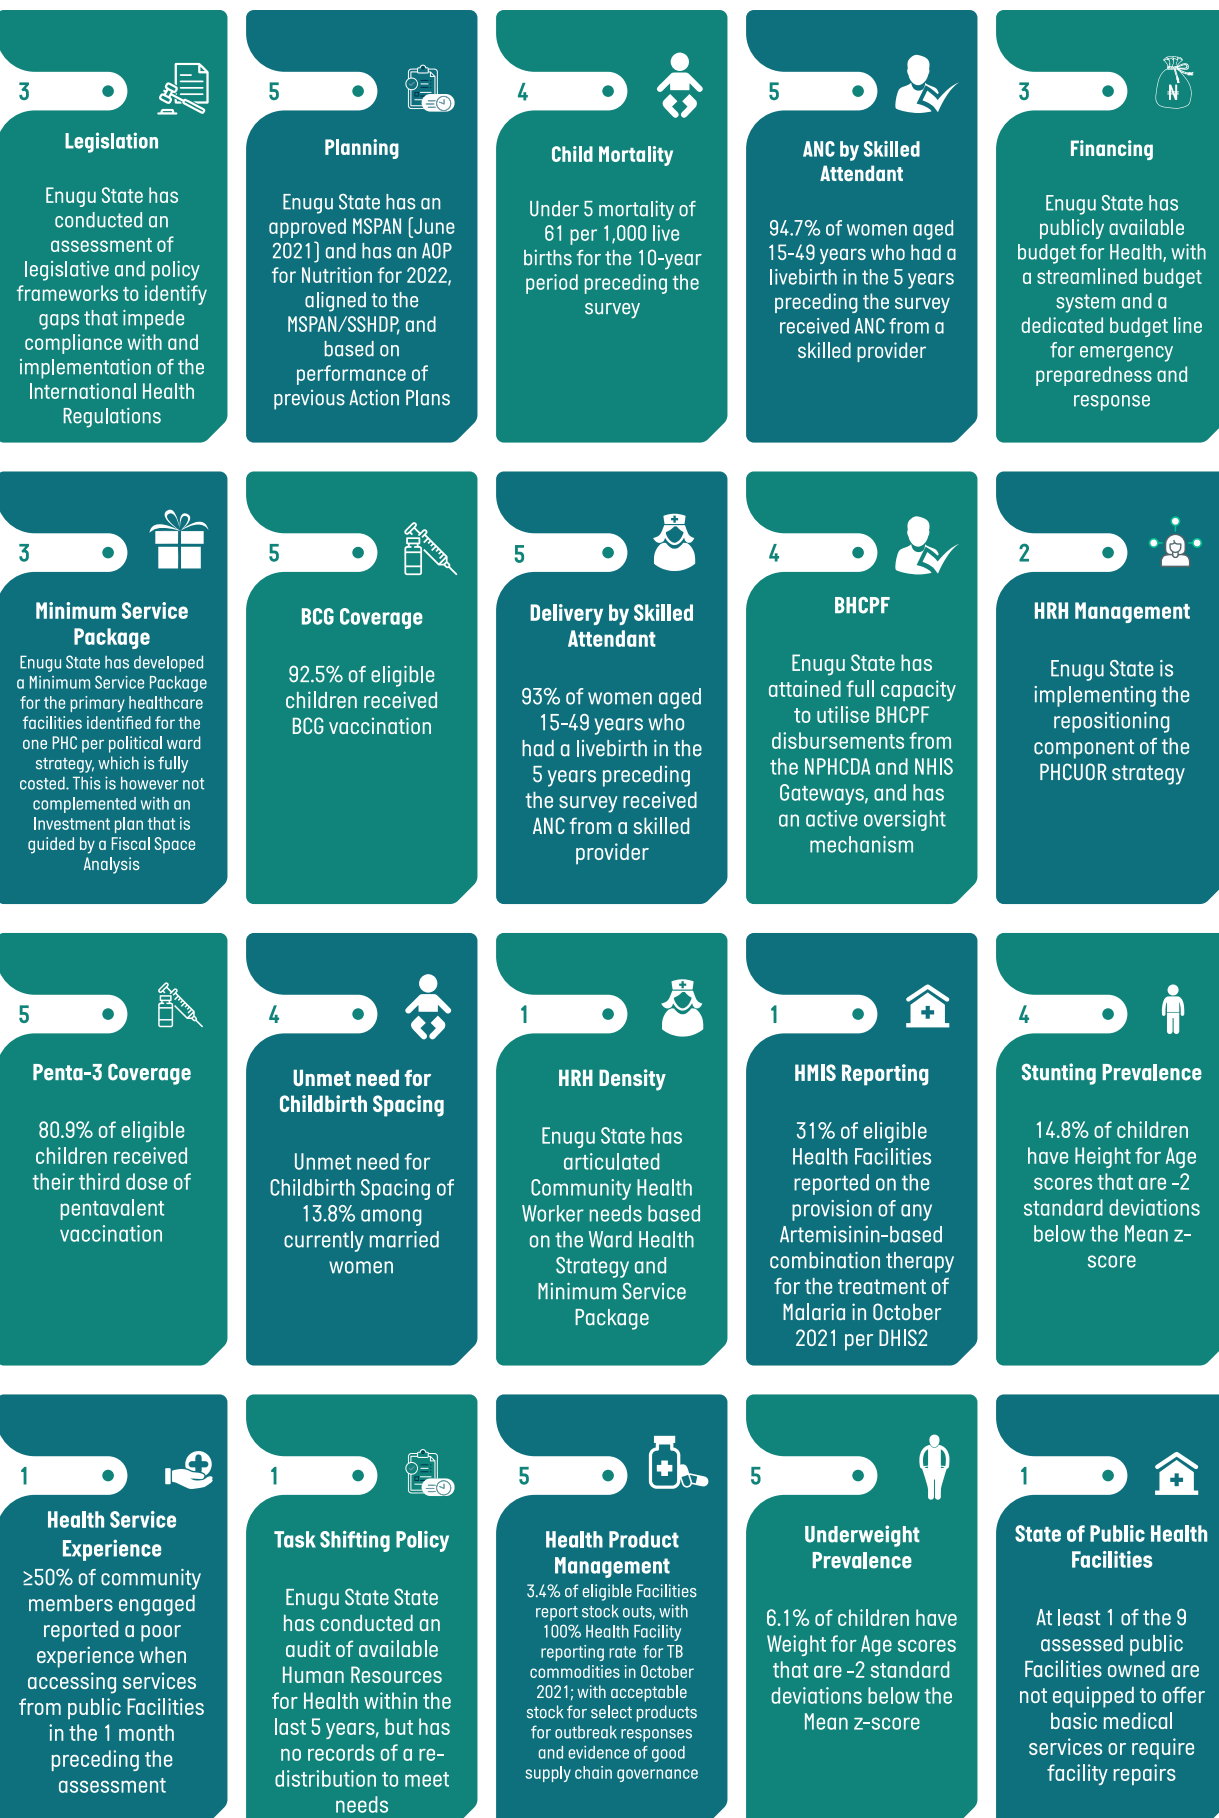 3
Legislation
Enugu State has
conducted an
assessment of
legislative and policy
frameworks to identify
gaps that impede
compliance with and
implementation of the
International Health
Regulations
5
Planning
Enugu State has an
approved MSPAN (June
2021) and has an AOP
for Nutrition for 2022,
aligned to the
MSPAN/SSHDP, and
based on
performance of
previous Action Plans
4
Child Mortality
Under 5 mortality of
61 per 1,000 live
births for the 10-year
period preceding the
survey
5
ANC by Skilled
Attendant
94.7% of women aged
15-49 years who had a
livebirth in the 5 years
preceding the survey
received ANC from a
skilled provider
3
₦
Financing
Enugu State has
publicly available
budget for Health, with
a streamlined budget
system and a
dedicated budget line
for emergency
preparedness and
response
3
Minimum Service
Package
Enugu State has developed
a Minimum Service Package
for the primary healthcare
facilities identified for the
one PHC per political ward
strategy, which is fully
costed. This is however not
complemented with an
Investment plan that is
guided by a Fiscal Space
Analysis
5
BCG Coverage
92.5% of eligible
children received
BCG vaccination
5
Delivery by Skilled
Attendant
93% of women aged
15-49 years who
had a livebirth in the
5 years preceding
the survey received
ANC from a skilled
provider
4
BHCPF
Enugu State has
attained full capacity
to utilise BHCPF
disbursements from
the NPHCDA and NHIS
Gateways, and has
an active oversight
mechanism
2
HRH Management
Enugu State is
implementing the
repositioning
component of the
PHCUOR strategy
5
Penta-3 Coverage
80.9% of eligible
children received
their third dose of
pentavalent
vaccination
4
Unmet need for
Childbirth Spacing
Unmet need for
Childbirth Spacing of
13.8% among
currently married
women
1
HRH Density
Enugu State has
articulated
Community Health
Worker needs based
on the Ward Health
Strategy and
Minimum Service
Package
1
HMIS Reporting
31% of eligible
Health Facilities
reported on the
provision of any
Artemisinin-based
combination therapy
for the treatment of
Malaria in October
2021 per DHIS2
4
Stunting Prevalence
14.8% of children
have Height for Age
scores that are -2
standard deviations
below the Mean z-
score
1
Health Service
Experience
≥50% of community
members engaged
reported a poor
experience when
accessing services
from public Facilities
in the 1 month
preceding the
assessment
1
Task Shifting Policy
Enugu State State
has conducted an
audit of available
Human Resources
for Health within the
last 5 years, but has
no records of a re-
distribution to meet
needs
5
Health Product
Management
3.4% of eligible Facilities
report stock outs, with
100% Health Facility
reporting rate for TB
commodities in October
2021; with acceptable
stock for select products
for outbreak responses
and evidence of good
supply chain governance
5
Underweight
Prevalence
6.1% of children have
Weight for Age scores
that are -2 standard
deviations below the
Mean z-score
1
State of Public Health
Facilities
At least 1 of the 9
assessed public
Facilities owned are
not equipped to offer
basic medical
services or require
facility repairs